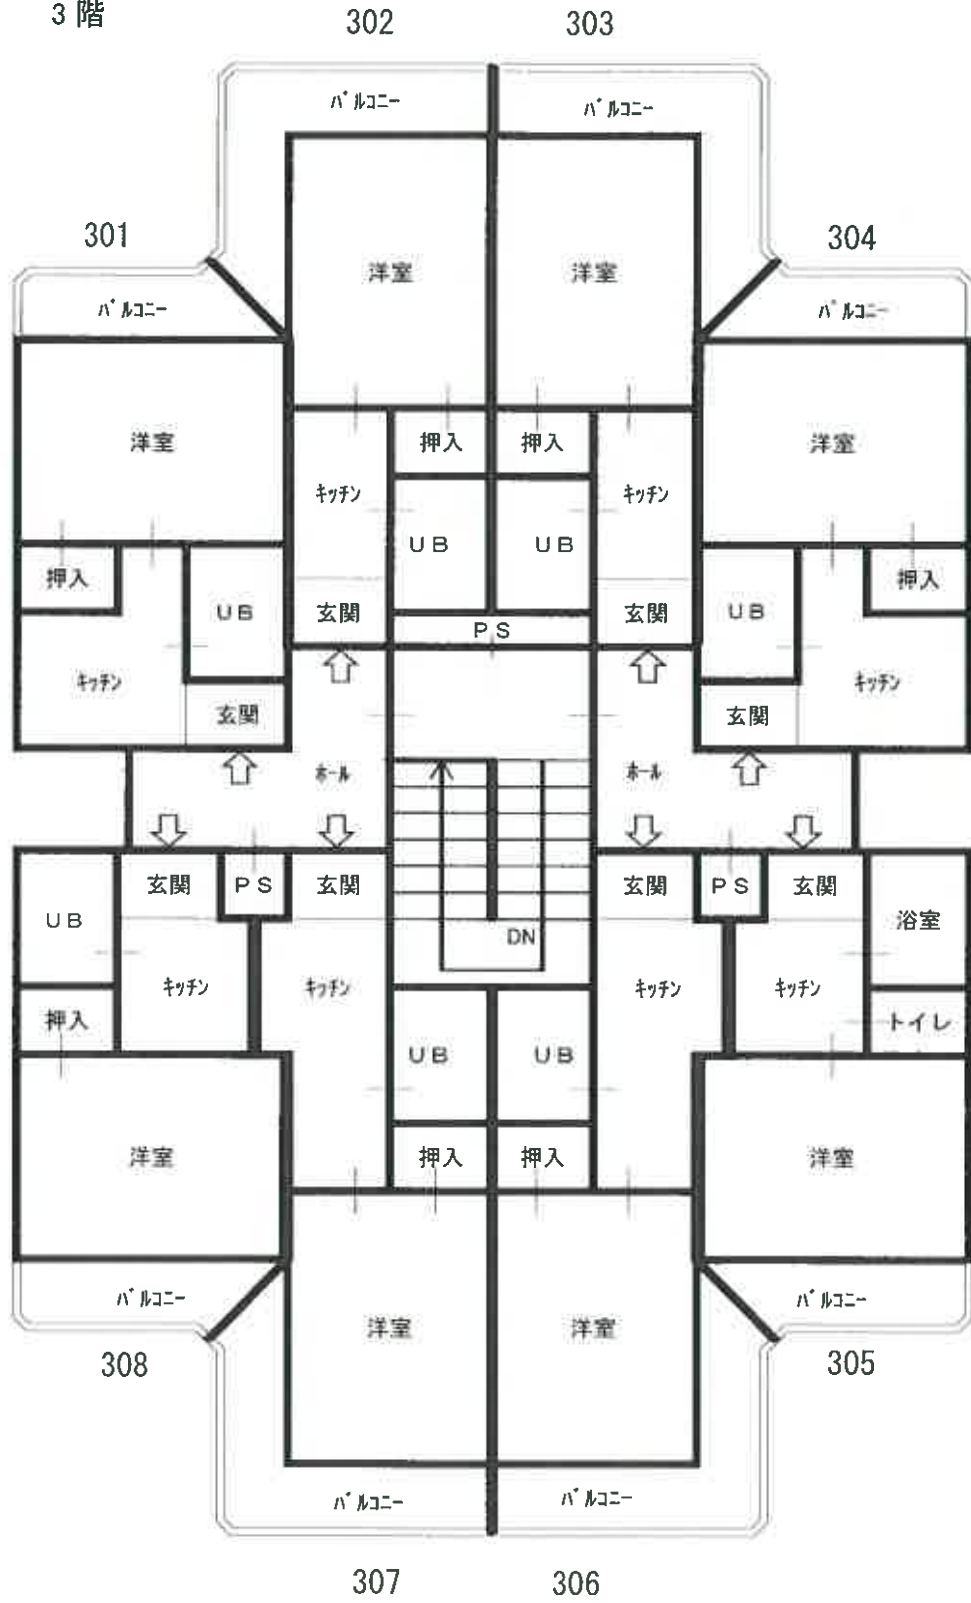 3 階
302
303
バルコニー
バルコニー
301
304
洋室
洋室
バルコニー
バルコニー
洋室
洋室
押入
押入
キッチン
キッチン
UB
UB
押入
UB
玄関
PS
玄関
UB
押入
キッチン
玄関
玄関
キッチン
ホール
ホール
玄関
PS
玄関
玄関
PS
玄関
UB
浴室
DN
キッチン
キッチン
キッチン
キッチン
押入
トイレ
UB
UB
洋室
押入
押入
洋室
バルコニー
バルコニー
洋室
洋室
308
305
バルコニー
バルコニー
307
306